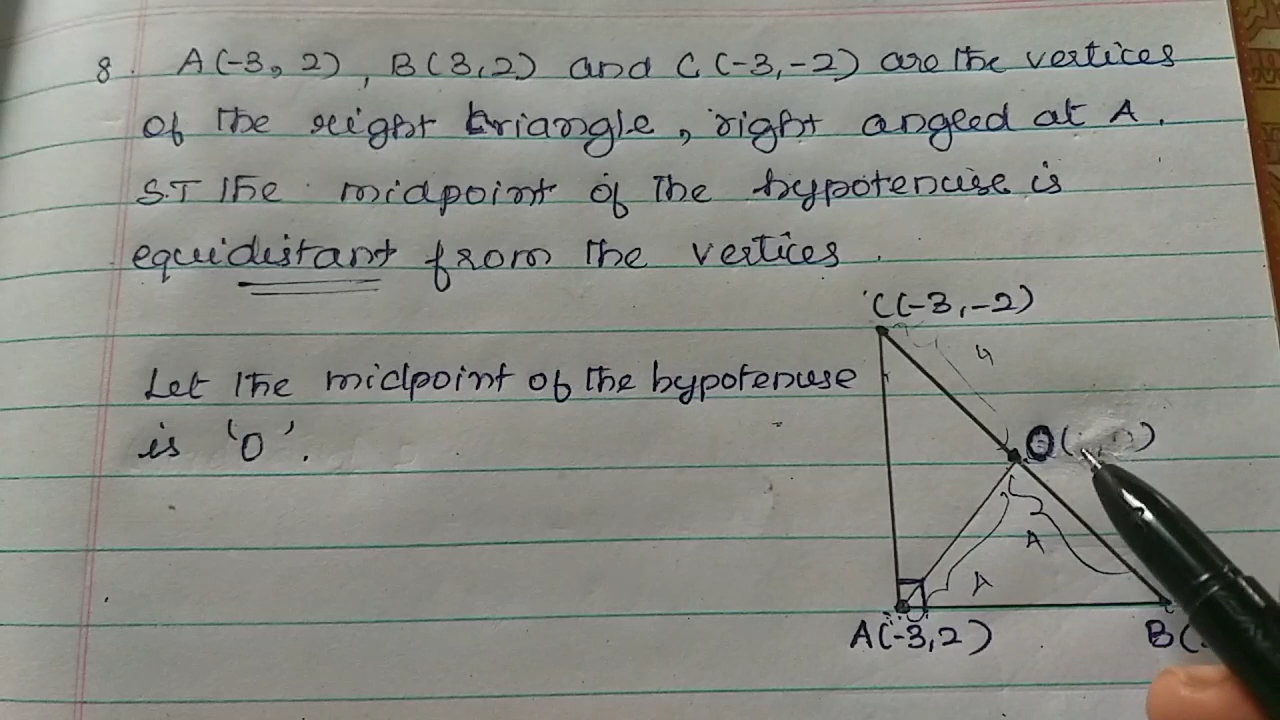 8. A(-3, 2), B(3,2) and C(-3,-2) are the vertices
of the right triangle, right angled at A.
S.T the midpoint of the hypotenuse is
equidistant from the vertices.
C(-3,-2)
Let the midpoint of the hypotenuse
is 'O'.
O(
A(-3,2)
B(